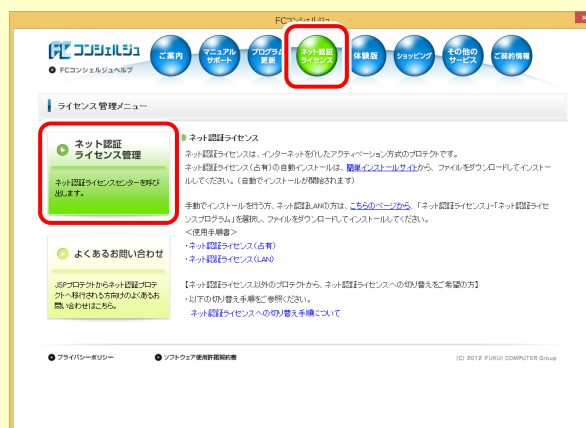 FCコンシェルジュ
FC コンシェルジュ
FCコンシェルジュヘルプ
ご案内
マニュアル
サポート
プログラム
更新
ネット認証
ライセンス
体験版
ショッピング
その他の
サービス
ご契約情報
ライセンス管理メニュー
ネット認証
ライセンス管理
ネット認証ライセンスセンターを呼び
出します。
よくあるお問い合わせ
JSPプロテクトからネット認証プロテ
クトへ移行される方向けのよくあるお
問い合わせはこちら。
ネット認証ライセンス
ネット認証ライセンスは、インターネットを介したアクティベーション方式のプロテクトです。
ネット認証ライセンス(占有)の自動インストールは、簡単インストールサイトから、ファイルをダウンロードしてインストー
ルしてください。(自動でインストールが開始されます)
手動でインストールを行う方、ネット認証LANの方は、こちらのページから、「ネット認証ライセンス」-「ネット認証ライセ
ンスプログラム」を選択し、ファイルをダウンロードしてインストールしてください。
<使用手順書>
・ネット認証ライセンス(占有)
・ネット認証ライセンス(LAN)
【ネット認証ライセンス以外のプロテクトから、ネット認証ライセンスへの切り替えをご希望の方】
・以下の切り替え手順をご参照ください。
ネット認証ライセンスへの切り替え手順について
プライバシーポリシー
ソフトウェア使用許諾契約書
(C) 2012 FUKUI COMPUTER Group